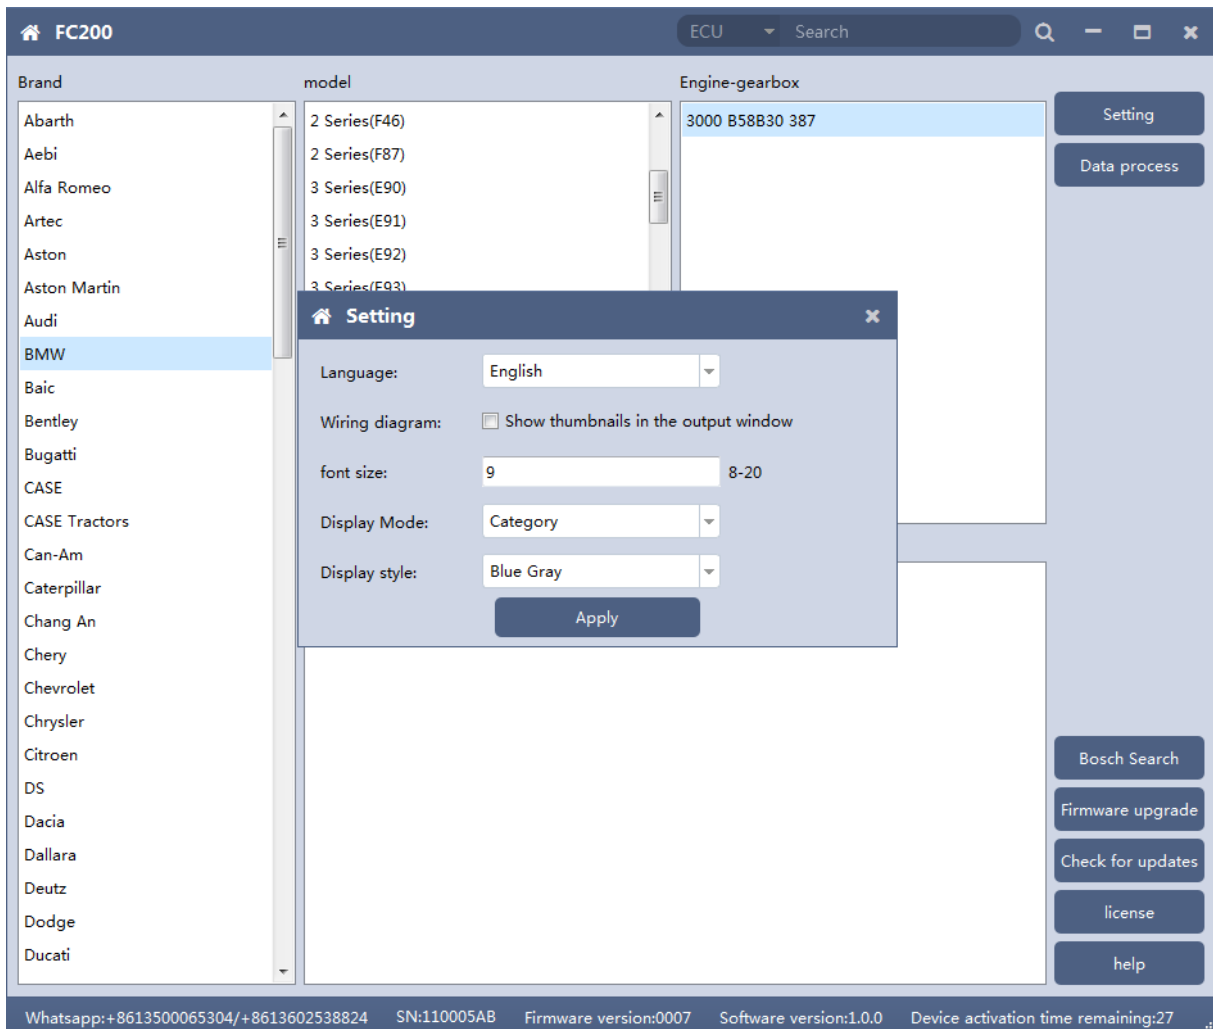 FC200
ECU
Search
Brand
model
Engine-gearbox
Abarth
Aebi
Alfa Romeo
Artec
Aston
Aston Martin
Audi
BMW
Baic
Bentley
Bugatti
CASE
CASE Tractors
Can-Am
Caterpillar
Chang An
Chery
Chevrolet
Chrysler
Citroen
DS
Dacia
Dallara
Deutz
Dodge
Ducati
2 Series(F46)
2 Series(F87)
3 Series(E90)
3 Series(E91)
3 Series(E92)
3 Series(E93)
3000 B58B30 387
Setting
Data process
Setting
Language:
English
Wiring diagram:
Show thumbnails in the output window
font size:
9
8-20
Display Mode:
Category
Display style:
Blue Gray
Apply
Bosch Search
Firmware upgrade
Check for updates
license
help
Whatsapp:+8613500065304/+8613602538824
SN:110005AB
Firmware version:0007
Software version:1.0.0
Device activation time remaining:27